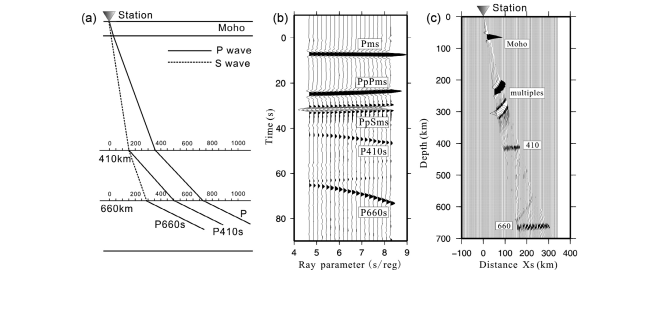 (a)
Station
Moho
P wave
S wave
0 200 400 600 800 1000
410km
0 200 400 600 800 1000
660km
P
P660s
P410s
(b)
Pms
PpPms
PpSms
P410s
P660s
0
20
40
60
80
Time (s)
4 5 6 7 8 9
Ray parameter (s/reg)
(c)
Station
Moho
multiples
410
660
0
100
200
300
400
500
600
700
Depth (km)
-100 0 100 200 300 400
Distance Xs (km)